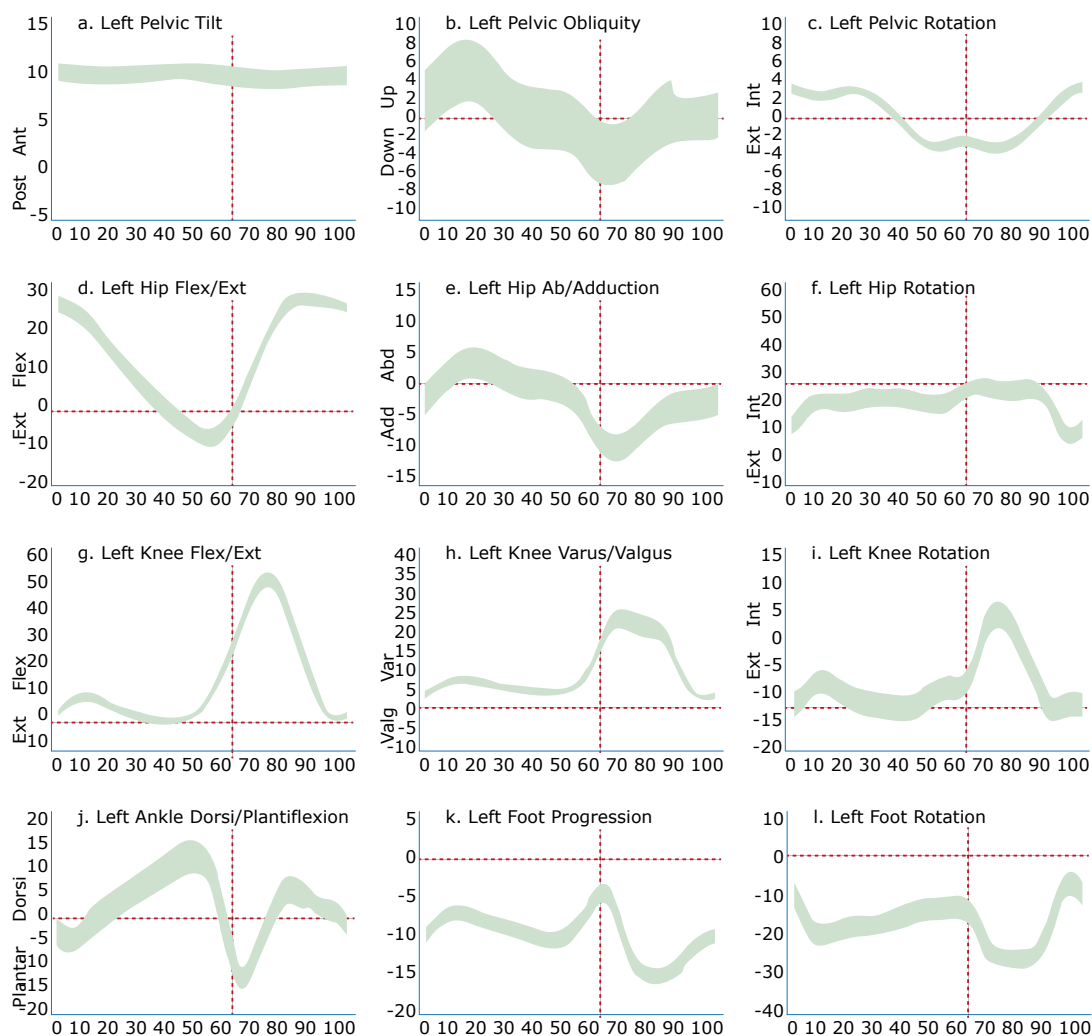 a. Left Pelvic Tilt
15
10
5
0
-5
Post Ant
0 10 20 30 40 50 60 70 80 90 100
b. Left Pelvic Obliquity
10
8
6
4
2
0
-2
-4
-6
-8
-10
Down Up
0 10 20 30 40 50 60 70 80 90 100
c. Left Pelvic Rotation
10
8
6
4
2
0
-2
-4
-6
-8
-10
Ext Int
0 10 20 30 40 50 60 70 80 90 100
d. Left Hip Flex/Ext
30
20
10
0
-10
-20
Ext Flex
0 10 20 30 40 50 60 70 80 90 100
e. Left Hip Ab/Adduction
15
10
5
0
-5
-10
-15
Add Abd
0 10 20 30 40 50 60 70 80 90 100
f. Left Hip Rotation
60
50
40
30
20
10
0
-10
Ext Int
0 10 20 30 40 50 60 70 80 90 100
g. Left Knee Flex/Ext
60
50
40
30
20
10
0
10
Ext Flex
0 10 20 30 40 50 60 70 80 90 100
h. Left Knee Varus/Valgus
40
35
30
25
20
15
10
5
0
-5
-10
Valg Var
0 10 20 30 40 50 60 70 80 90 100
i. Left Knee Rotation
15
10
5
0
-5
-10
-15
-20
Ext Int
0 10 20 30 40 50 60 70 80 90 100
j. Left Ankle Dorsi/Plantiflexion
20
15
10
5
0
-5
-10
-15
-20
Plantar Dorsi
0 10 20 30 40 50 60 70 80 90 100
k. Left Foot Progression
5
0
-5
-10
-15
-20
0 10 20 30 40 50 60 70 80 90 100
l. Left Foot Rotation
10
0
-10
-20
-30
-40
0 10 20 30 40 50 60 70 80 90 100